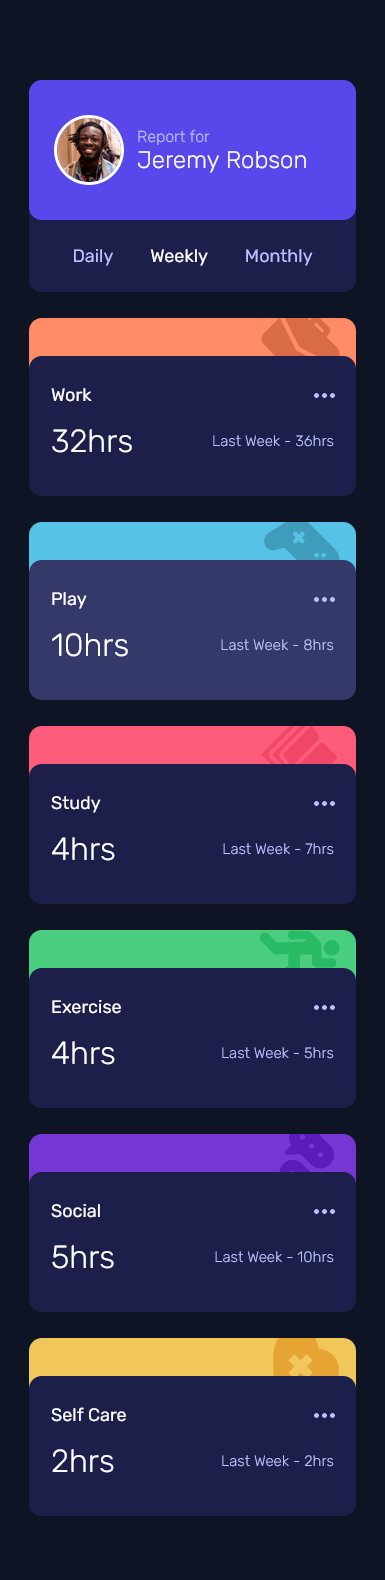 Report for
Jeremy Robson
Daily Weekly Monthly
Work
32hrs Last Week - 36hrs
Play
10hrs Last Week - 8hrs
Study
4hrs Last Week - 7hrs
Exercise
4hrs Last Week - 5hrs
Social
5hrs Last Week - 10hrs
Self Care
2hrs Last Week - 2hrs